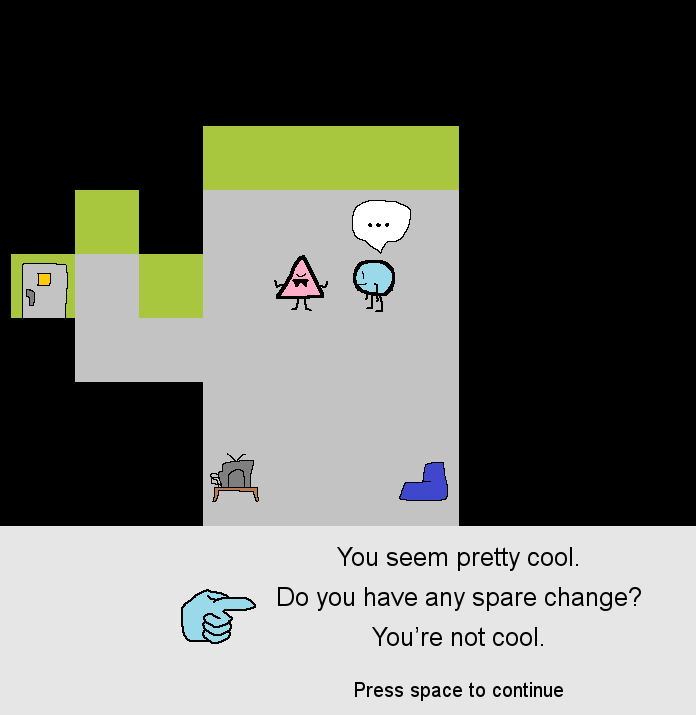 ...
You seem pretty cool.
Do you have any spare change?
You're not cool.
Press space to continue